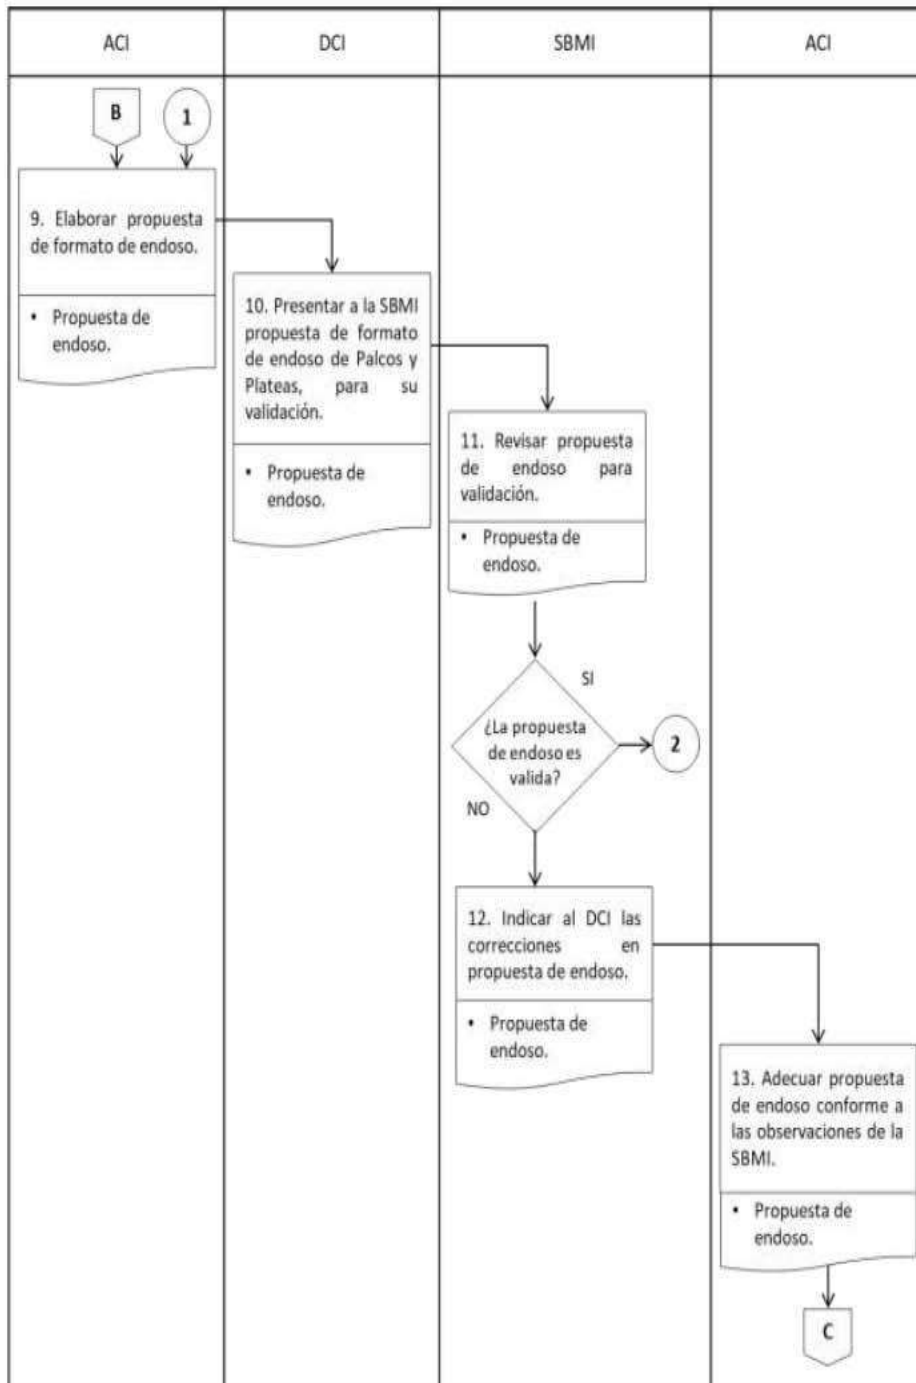 ACI
DCI
SBMI
ACI
B
1
9. Elaborar propuesta
de formato de endoso.
• Propuesta de
endoso.
10. Presentar a la SBMI
propuesta de formato
de endoso de Palcos y
Plateas, para su
validación.
• Propuesta de
endoso.
11. Revisar propuesta
de endoso para
validación.
• Propuesta de
endoso.
SI
¿La propuesta
de endoso es
valida?
2
NO
12. Indicar al DCI las
correcciones en
propuesta de endoso.
• Propuesta de
endoso.
13. Adecuar propuesta
de endoso conforme a
las observaciones de la
SBMI.
• Propuesta de
endoso.
C